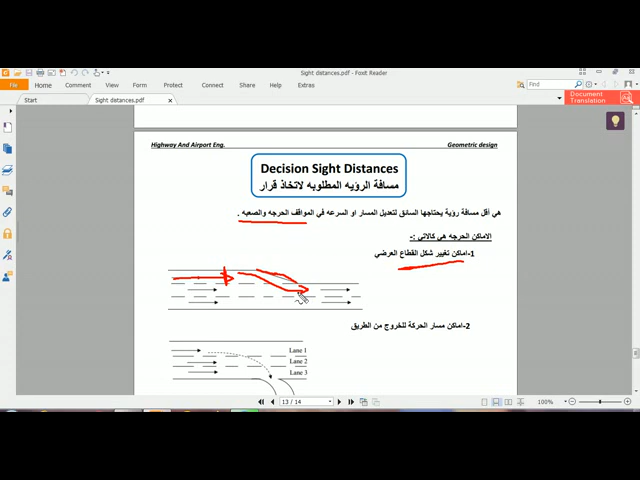 Sight distances.pdf - Foxit Reader
File Home Comment View Form Protect Connect Share Help Extras Find
Start Sight distances.pdf
Document Translation
Highway And Airport Eng. Geometric design
Decision Sight Distances
مسافة الرؤيه المطلوبه لاتخاذ قرار
هي أقل مسافة رؤية يحتاجها السائق لتعديل المسار او السرعه في المواقف الحرجه والصعبه .
الاماكن الحرجه هي كالاتي :-
1-اماكن تغيير شكل القطاع العرضي
2-اماكن مسار الحركة للخروج من الطريق
Lane 1
Lane 2
Lane 3
13 / 14 100%